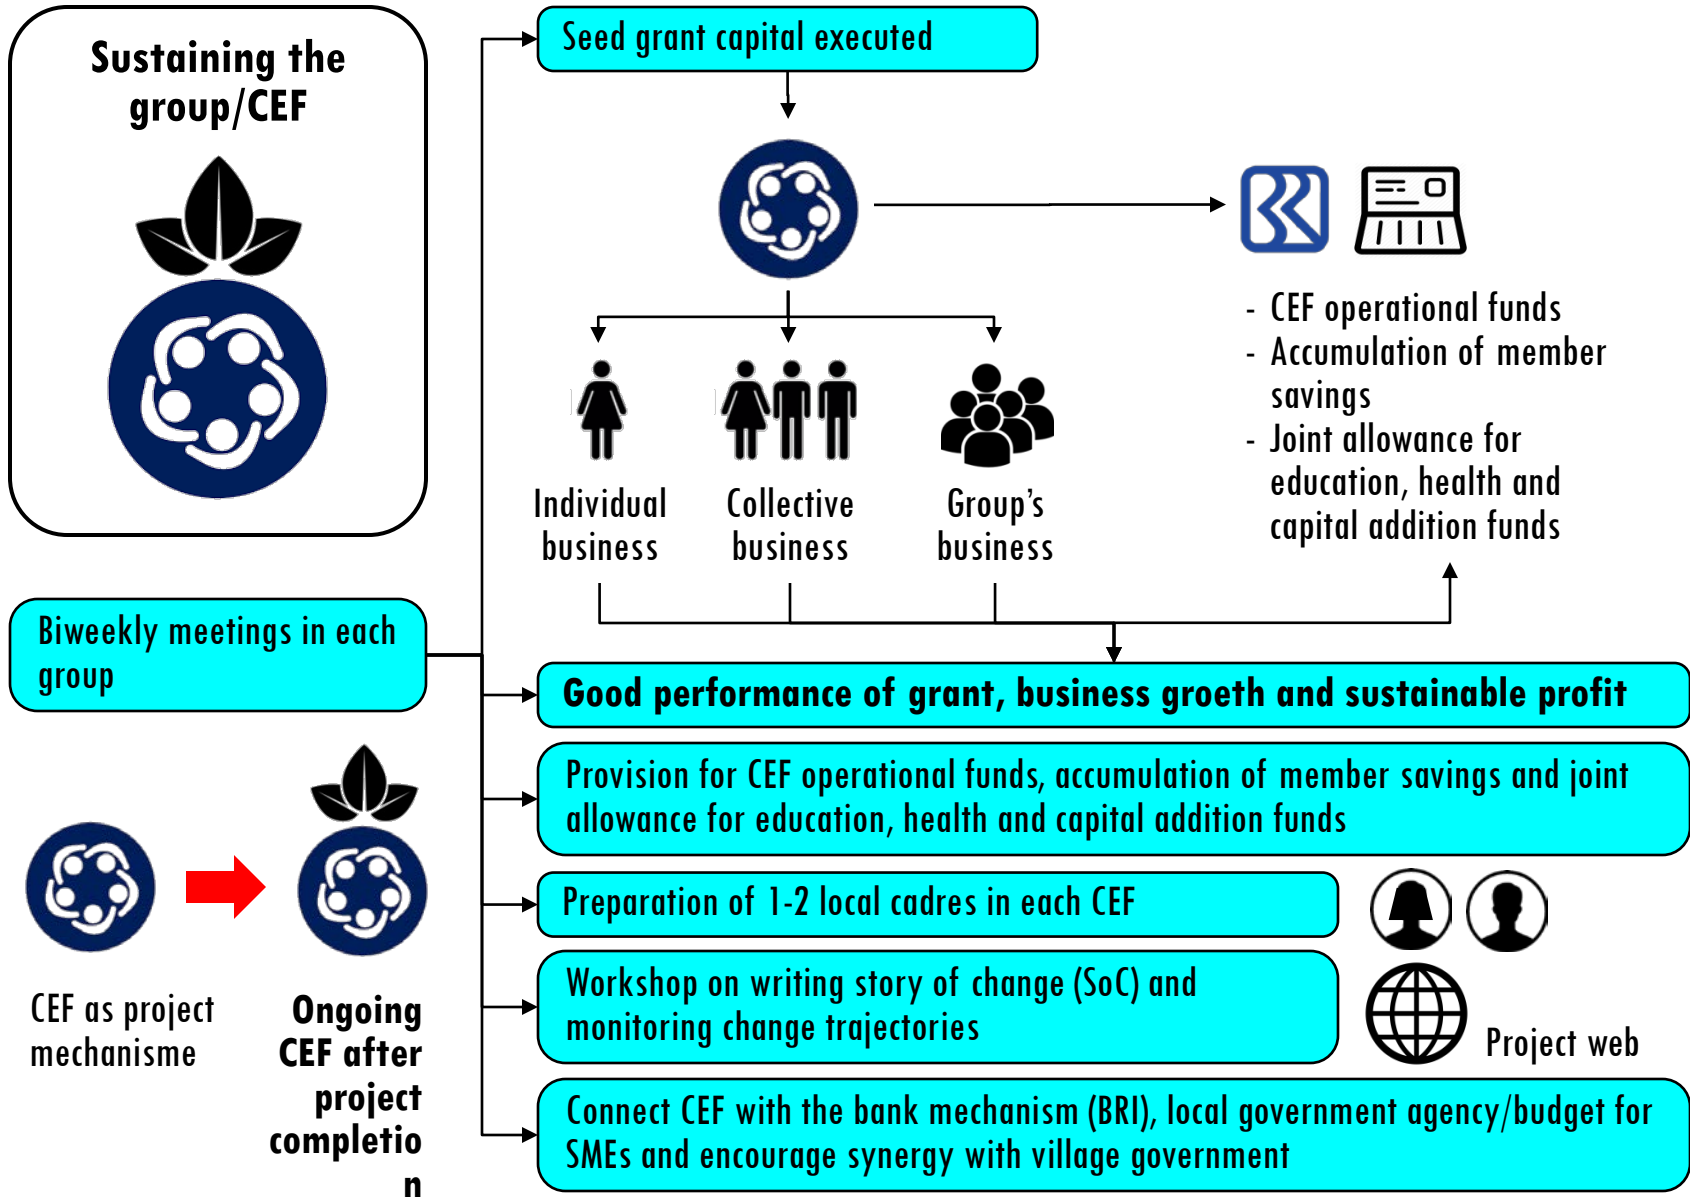 Sustaining the
group/CEF
Seed grant capital executed
- CEF operational funds
- Accumulation of member
savings
- Joint allowance for
education, health and
capital addition funds
Individual
business
Collective
business
Group's
business
Biweekly meetings in each
group
Good performance of grant, business groeth and sustainable profit
Provision for CEF operational funds, accumulation of member savings and joint
allowance for education, health and capital addition funds
Preparation of 1-2 local cadres in each CEF
Workshop on writing story of change (SoC) and
monitoring change trajectories
Project web
Connect CEF with the bank mechanism (BRI), local government agency/budget for
SMEs and encourage synergy with village government
CEF as project
mechanisme
Ongoing
CEF after
project
completio
n